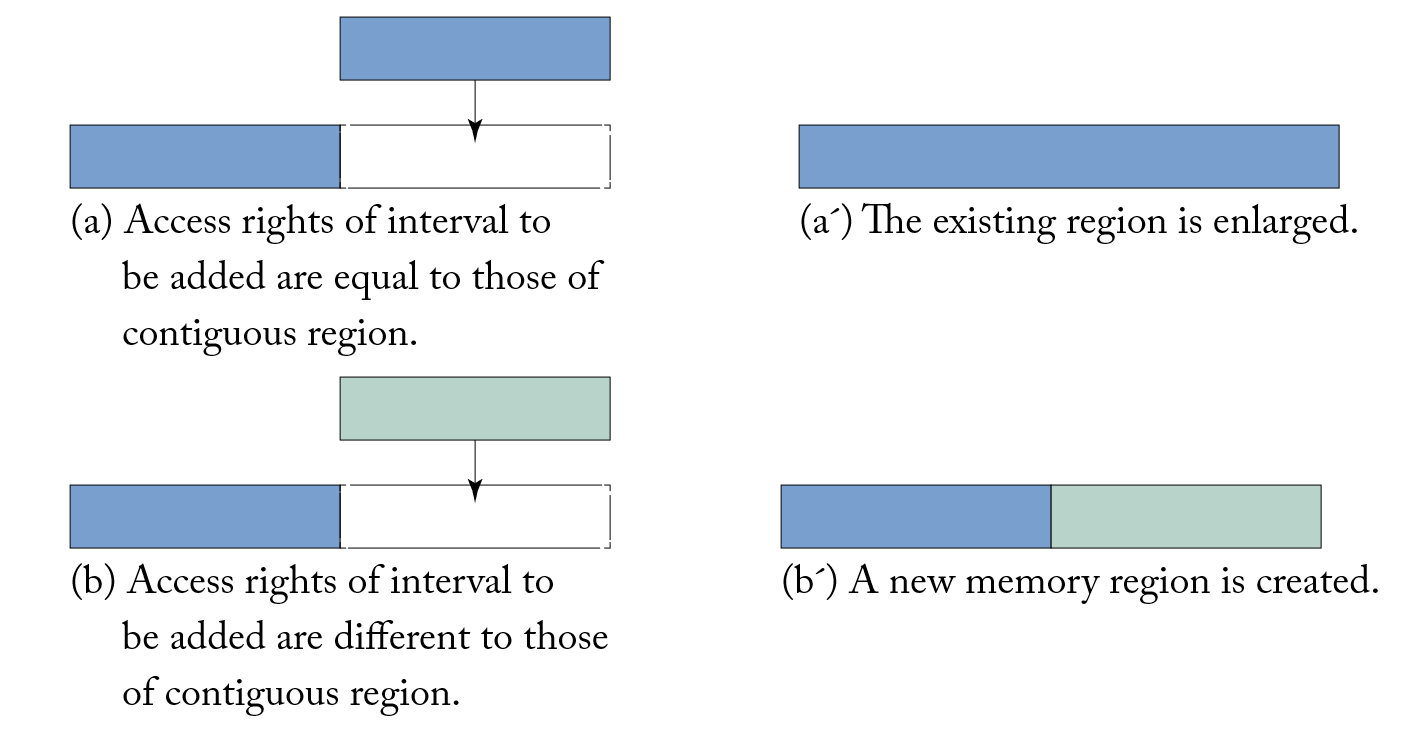 (a) Access rights of interval to
be added are equal to those of
contiguous region.
(a´) The existing region is enlarged.
(b) Access rights of interval to
be added are different to those
of contiguous region.
(b´) A new memory region is created.